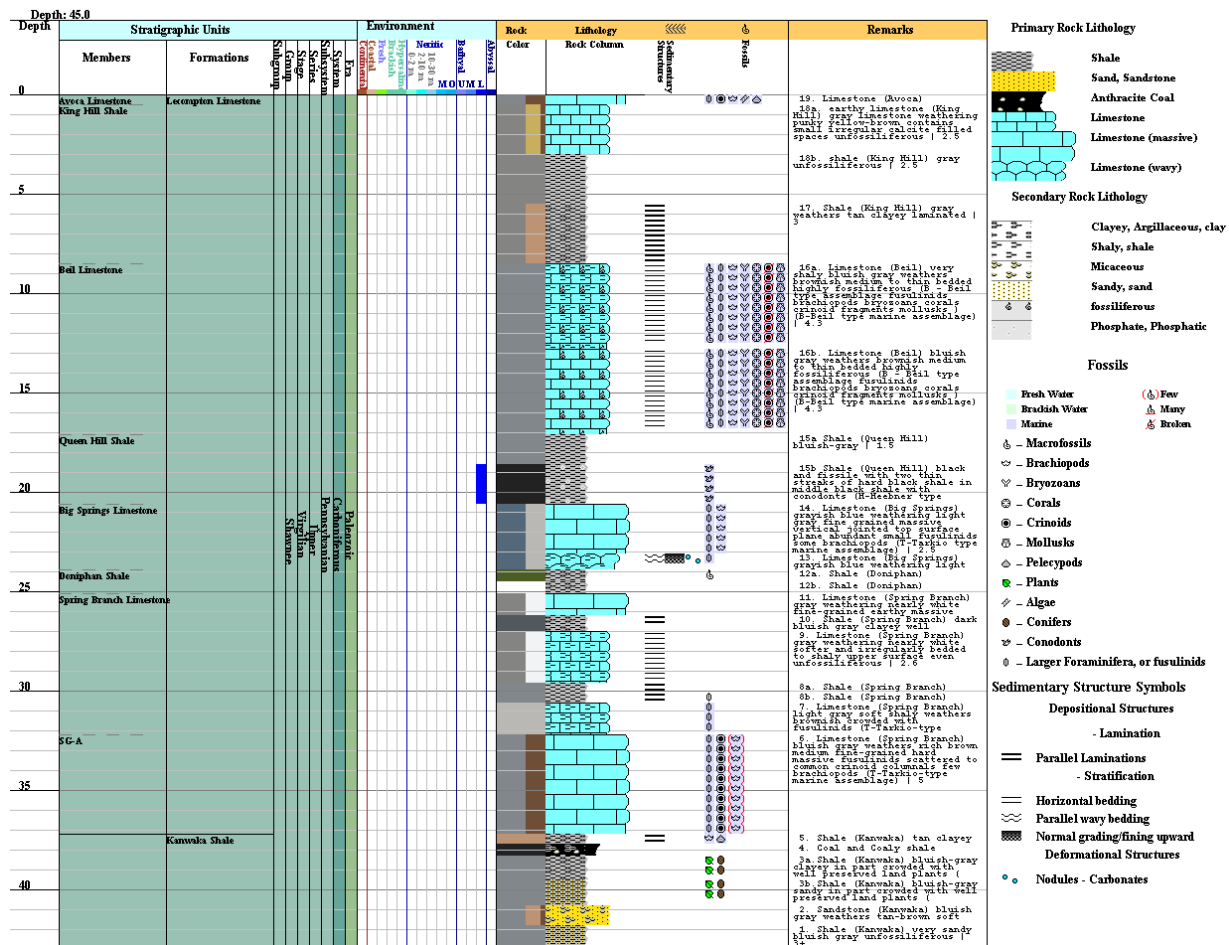 Depth: 45.0
Depth
Stratigraphic Units
Environment
Rock
Lithology
Remarks
Members
Formations
Subgroup
Group
Stage
Series
Subsystem
System
Era
Continental
Coastal
Fresh
Brackish
Hypersaline
Neritic
0-2 m
2-10 m
10-30 m
M O U M L
Bathyal
Abyssal
Color
Rock Column
Sedimentary
Structures
Fossils
0
5
10
15
20
25
30
35
40
Avoca Limestone
King Hill Shale
Beil Limestone
Queen Hill Shale
Big Springs Limestone
Doniphan Shale
Spring Branch Limestone
SG-A
Lecompton Limestone
Kanwaka Shale
Shawnee
Virgilian
Upper
Pennsylvanian
Carboniferous
Paleozoic
19. Limestone (Avoca)
18a. earthy limestone (King
Hill) gray limestone weathering
punky yellow-brown contains
small irregular calcite filled
spaces unfossiliferous | 2.5
18b. shale (King Hill) gray
unfossiliferous | 2.5
17. Shale (King Hill) gray
weathers tan clayey laminated |
3
16a. Limestone (Beil) very
shaly bluish gray weathers
brownish medium to thin bedded
highly fossiliferous (B - Beil
type assemblage fusulinids
brachiopods bryozoans corals
crinoid fragments mollusks )
(B-Beil type marine assemblage)
| 4.3
16b. Limestone (Beil) bluish
gray weathers brownish medium
to thin bedded highly
fossiliferous (B - Beil type
assemblage fusulinids
brachiopods bryozoans corals
crinoid fragments mollusks )
(B-Beil type marine assemblage)
| 4.3
15a Shale (Queen Hill)
bluish-gray | 1.5
15b Shale (Queen Hill) black
and fissile with two thin
streaks of hard black shale in
middle black shale with
conodonts (H-Heebner type
14. Limestone (Big Springs)
grayish blue weathering light
gray fine grained massive
vertical jointed top surface
plane abundant small fusulinids
some brachiopods (T-Tarkio type
marine assemblage) | 2.5
13. Limestone (Big Springs)
grayish blue weathering light
12a. Shale (Doniphan)
12b. Shale (Doniphan)
11. Limestone (Spring Branch)
gray weathering nearly white
fine-grained earthy massive
10. Shale (Spring Branch) dark
bluish gray clayey well
9. Limestone (Spring Branch)
gray weathering nearly white
softer and irregularly bedded
to shaly upper surface even
unfossiliferous | 2.6
8a. Shale (Spring Branch)
8b. Shale (Spring Branch)
7. Limestone (Spring Branch)
light gray soft shaly weathers
brownish crowded with
fusulinids (T-Tarkio-type
6. Limestone (Spring Branch)
bluish gray weathers rich brown
medium fine-grained hard
massive fusulinids scattered to
common crinoid columnals few
brachiopods (T-Tarkio-type
marine assemblage) | 5
5. Shale (Kanwaka) tan clayey
4. Coal and Coaly shale
3a. Shale (Kanwaka) bluish-gray
clayey in part crowded with
well preserved land plants (
3b. Shale (Kanwaka) bluish-gray
sandy in part crowded with well
preserved land plants (
2. Sandstone (Kanwaka) bluish
gray weathers tan-brown soft
1. Shale (Kanwaka) very sandy
bluish gray unfossiliferous |
3+
Primary Rock Lithology
Shale
Sand, Sandstone
Anthracite Coal
Limestone
Limestone (massive)
Limestone (wavy)
Secondary Rock Lithology
Clayey, Argillaceous, clay
Shaly, shale
Micaceous
Sandy, sand
fossiliferous
Phosphate, Phosphatic
Fossils
Fresh Water
Brackish Water
Marine
Few
Many
Broken
– Macrofossils
– Brachiopods
– Bryozoans
– Corals
– Crinoids
– Mollusks
– Pelecypods
– Plants
– Algae
– Conifers
– Conodonts
– Larger Foraminifera, or fusulinids
Sedimentary Structure Symbols
Depositional Structures
- Lamination
Parallel Laminations
- Stratification
Horizontal bedding
Parallel wavy bedding
Normal grading/fining upward
Deformational Structures
Nodules - Carbonates